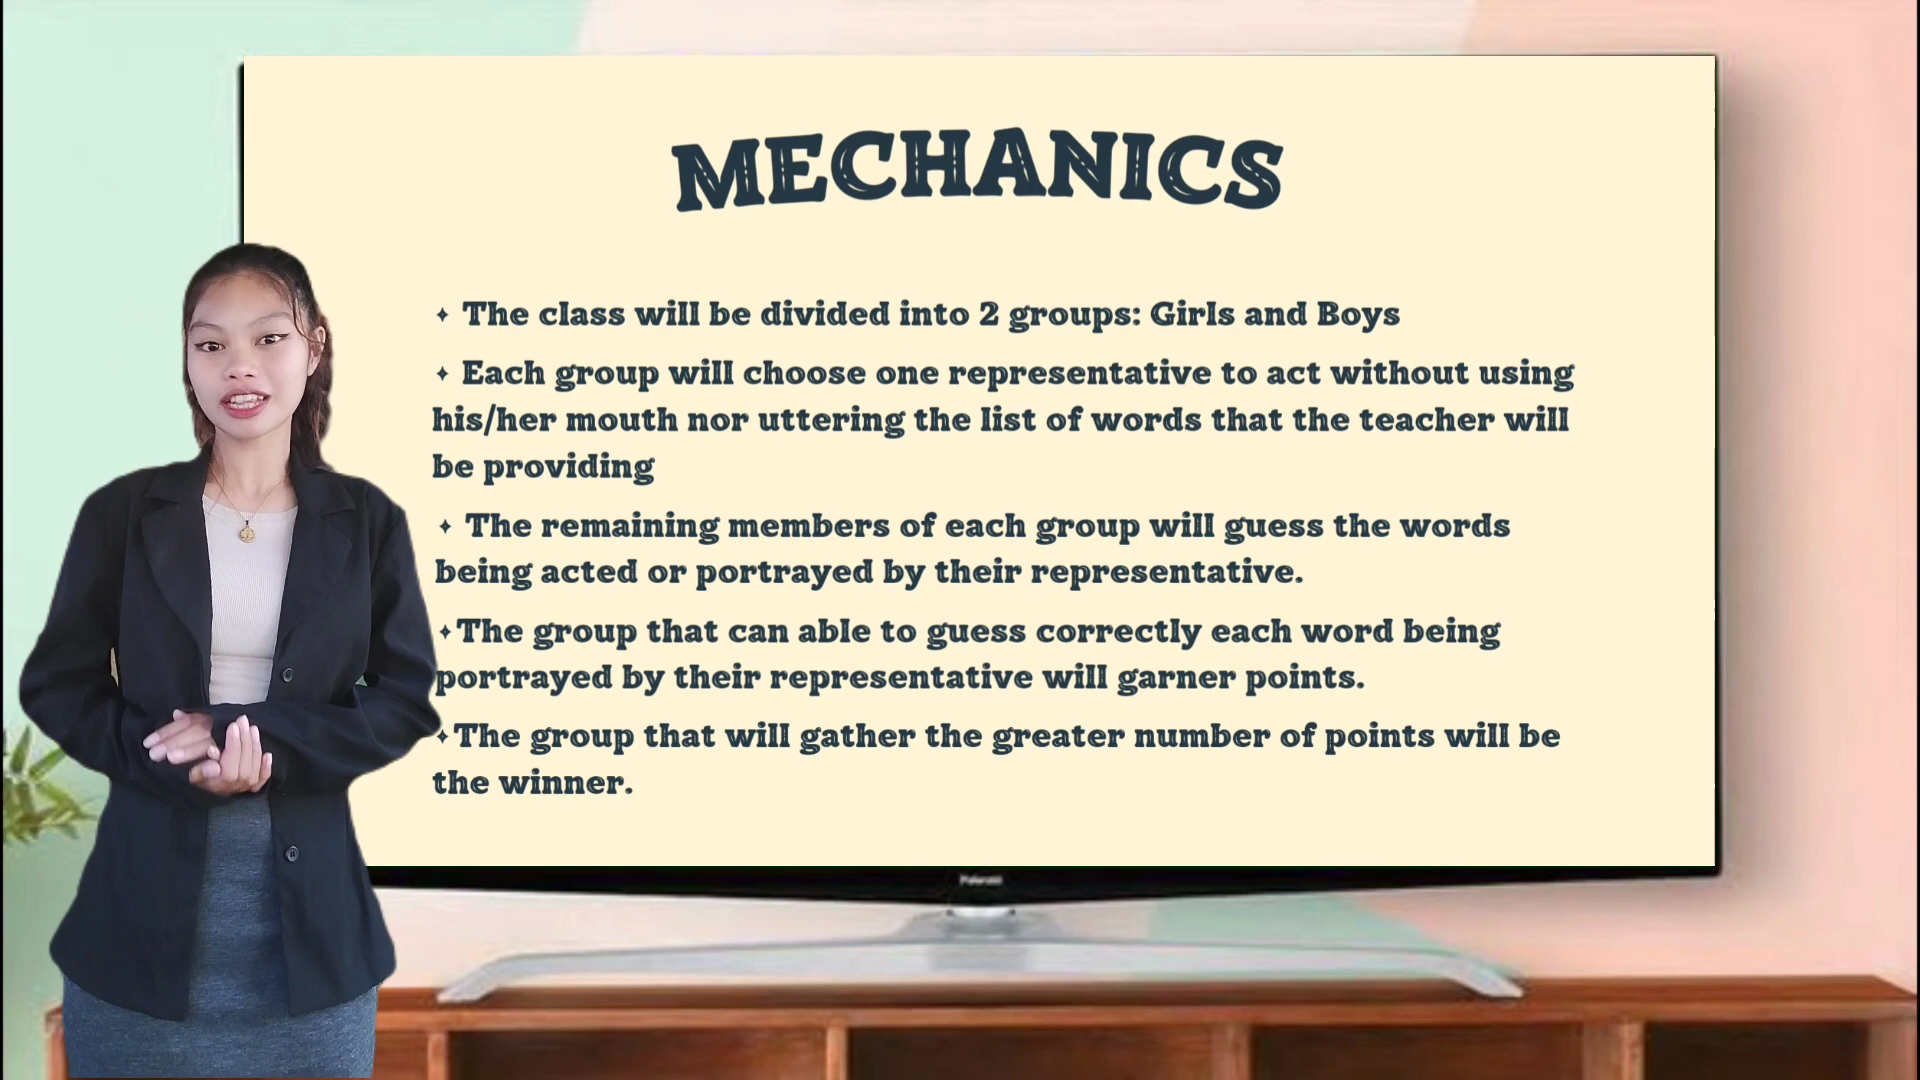 MECHANICS
✦ The class will be divided into 2 groups: Girls and Boys
✦ Each group will choose one representative to act without using
his/her mouth nor uttering the list of words that the teacher will
be providing
✦ The remaining members of each group will guess the words
being acted or portrayed by their representative.
✦The group that can able to guess correctly each word being
portrayed by their representative will garner points.
✦The group that will gather the greater number of points will be
the winner.
Polaroid